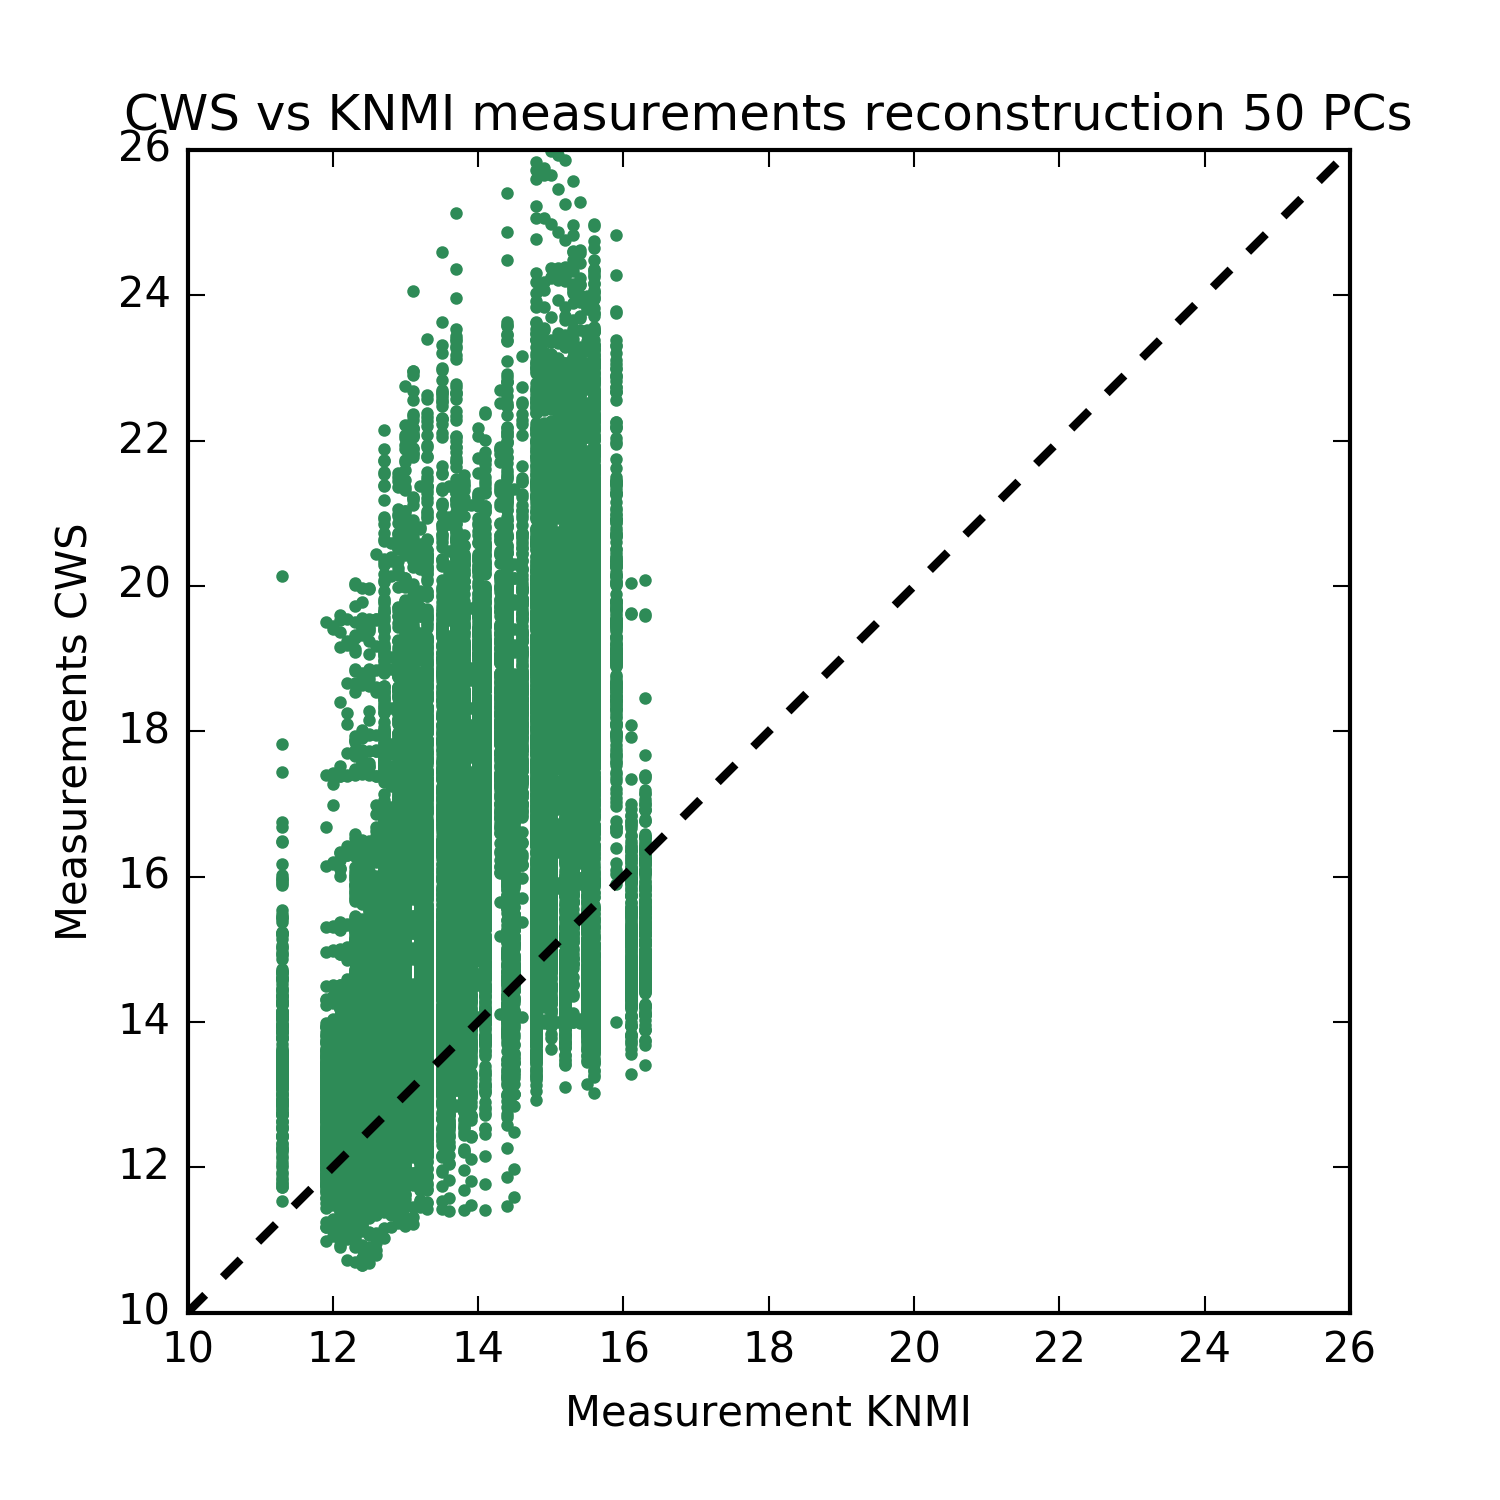 CWS vs KNMI measurements reconstruction 50 PCs
26
24
22
20
18
16
14
12
10
Measurements CWS
10 12 14 16 18 20 22 24 26
Measurement KNMI